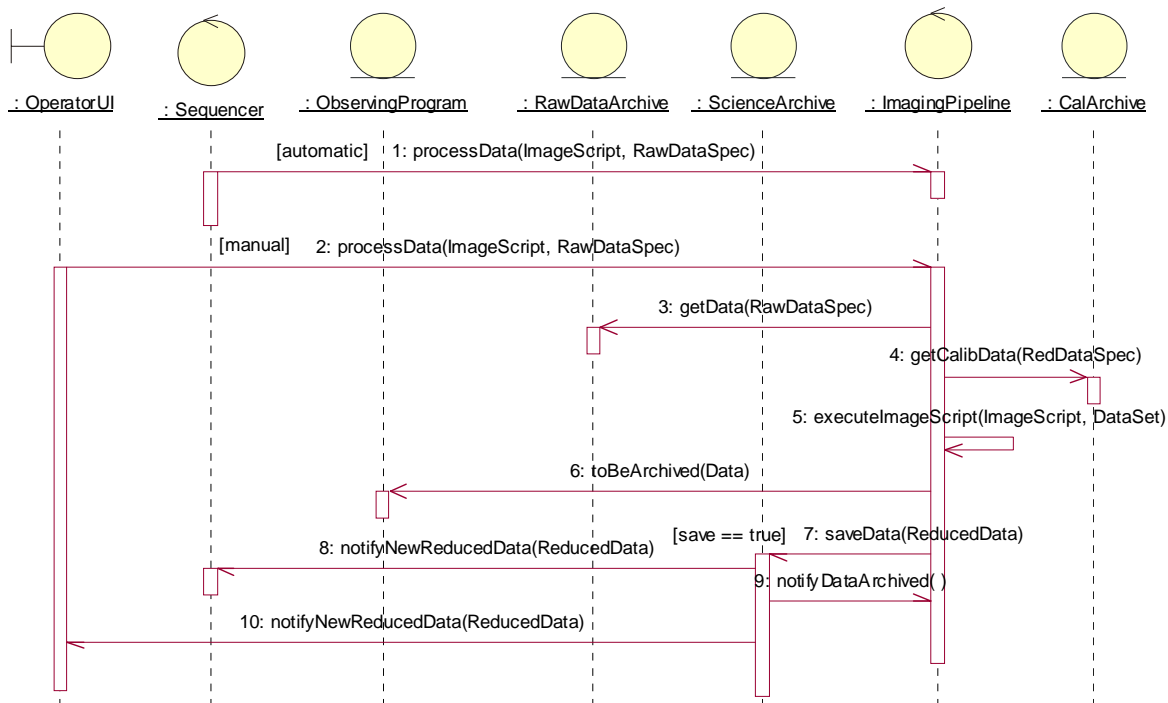 : OperatorUI
: Sequencer
: ObservingProgram
: RawDataArchive
: ScienceArchive
: ImagingPipeline
: CalArchive
[automatic] 1: processData(ImageScript, RawDataSpec)
[manual] 2: processData(ImageScript, RawDataSpec)
3: getData(RawDataSpec)
4: getCalibData(RedDataSpec)
5: executeImageScript(ImageScript, DataSet)
6: toBeArchived(Data)
[save == true] 7: saveData(ReducedData)
8: notifyNewReducedData(ReducedData)
9: notifyDataArchived( )
10: notifyNewReducedData(ReducedData)